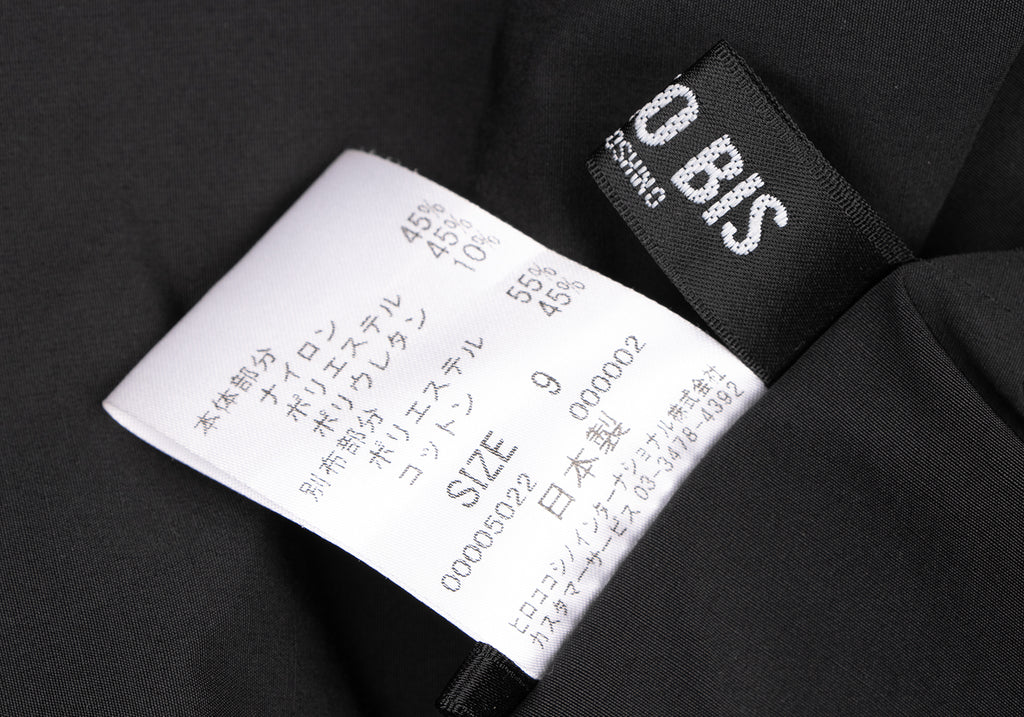 O BIS
OSHINO
本体部分
ナイロン 45%
ポリエステル 45%
ポリウレタン 10%
別布部分
ポリエステル 55%
コットン 45%
SIZE 9
00005022 000002
日本製
ヒロココシノインターナショナル株式会社
カスタマーサービス 03-3478-4392